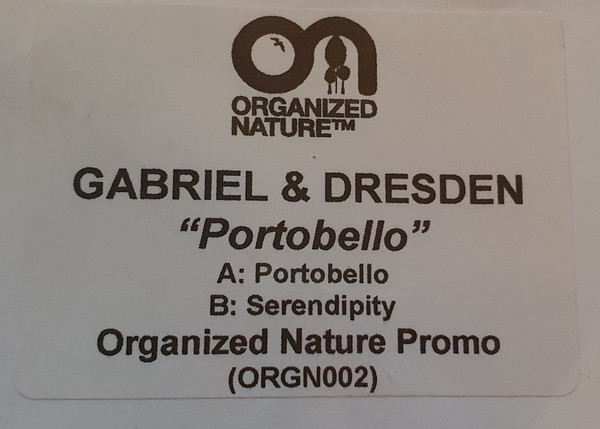 ORGANIZED
NATURE™
GABRIEL & DRESDEN
“Portobello”
A: Portobello
B: Serendipity
Organized Nature Promo
(ORGN002)